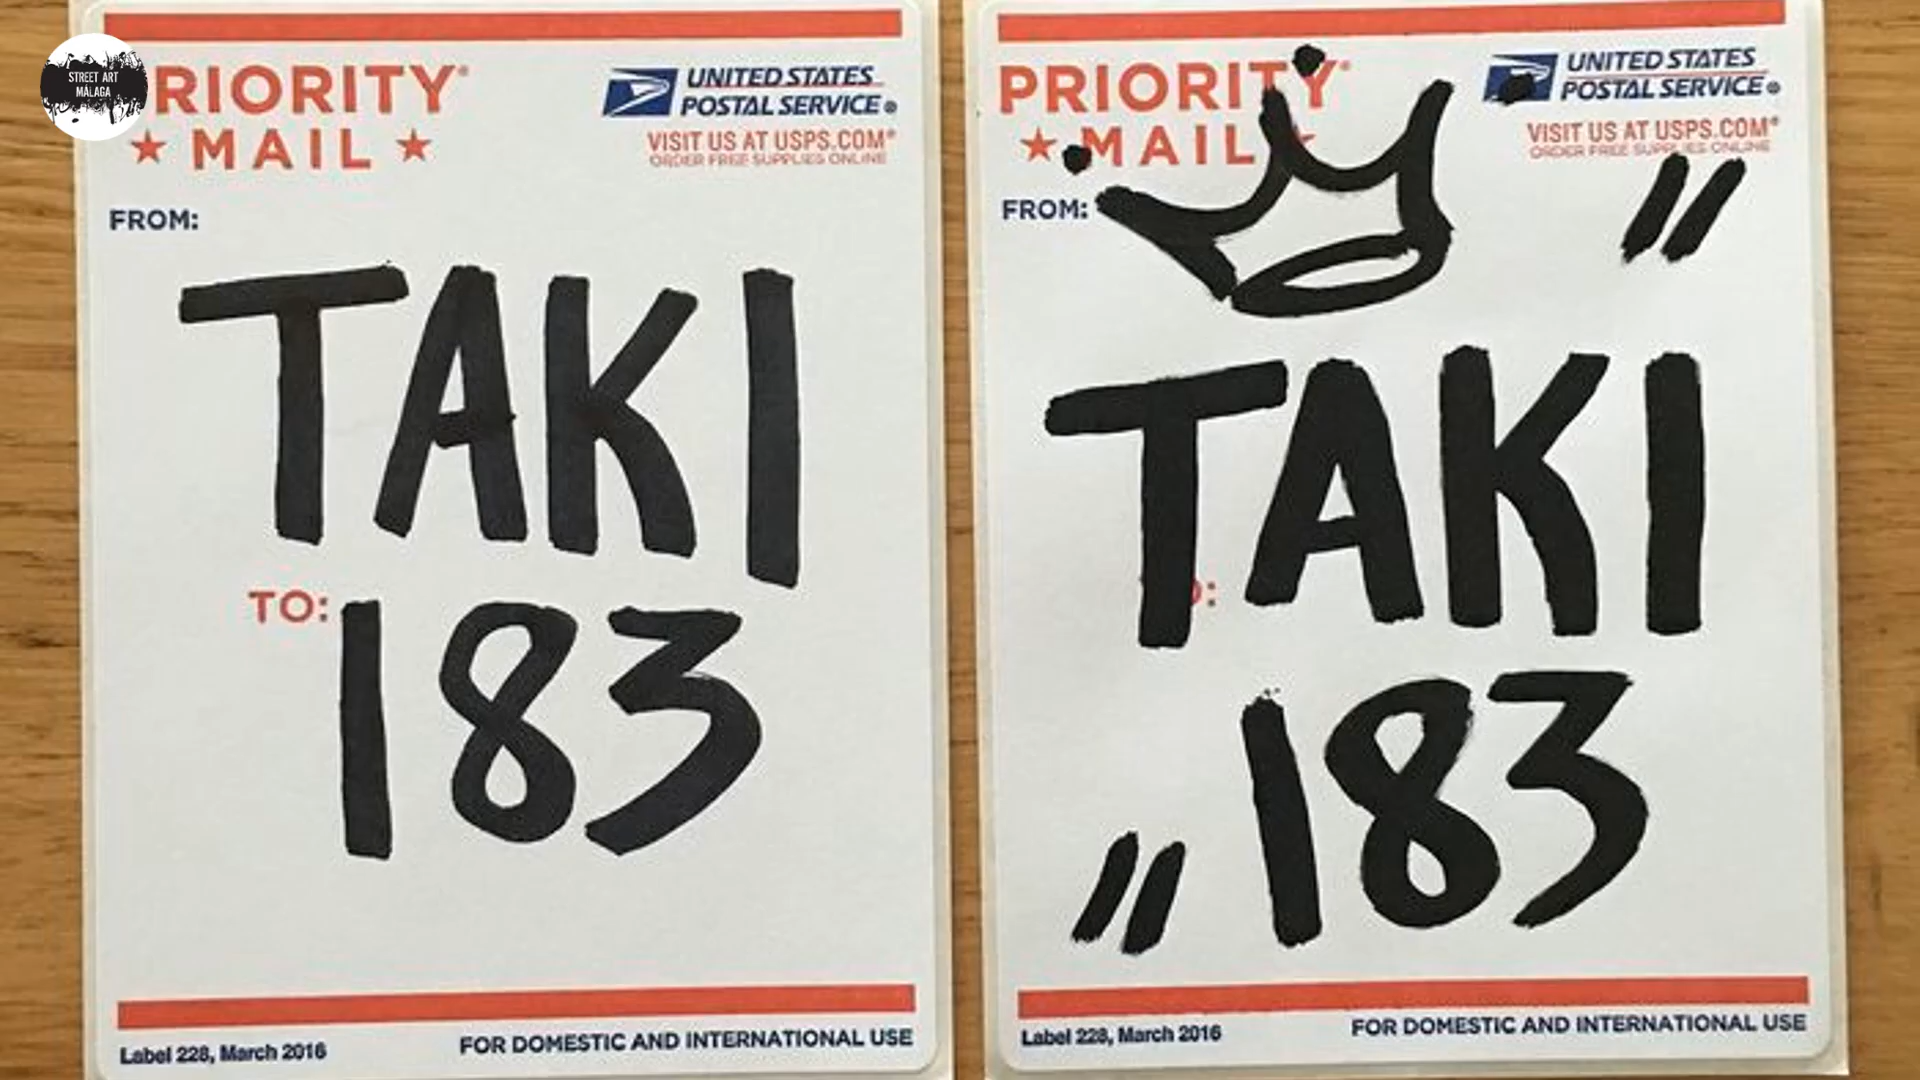 STREET ART
MÁLAGA
RIORITY
★ MAIL ★
UNITED STATES
POSTAL SERVICE®
VISIT US AT USPS.COM®
ORDER FREE SUPPLIES ONLINE
FROM:
TAKI
TO:
183
Label 228, March 2016
FOR DOMESTIC AND INTERNATIONAL USE
PRIORITY
★ MAIL ★
UNITED STATES
POSTAL SERVICE®
VISIT US AT USPS.COM®
ORDER FREE SUPPLIES ONLINE
FROM:
"
TAKI
183
"
Label 228, March 2016
FOR DOMESTIC AND INTERNATIONAL USE